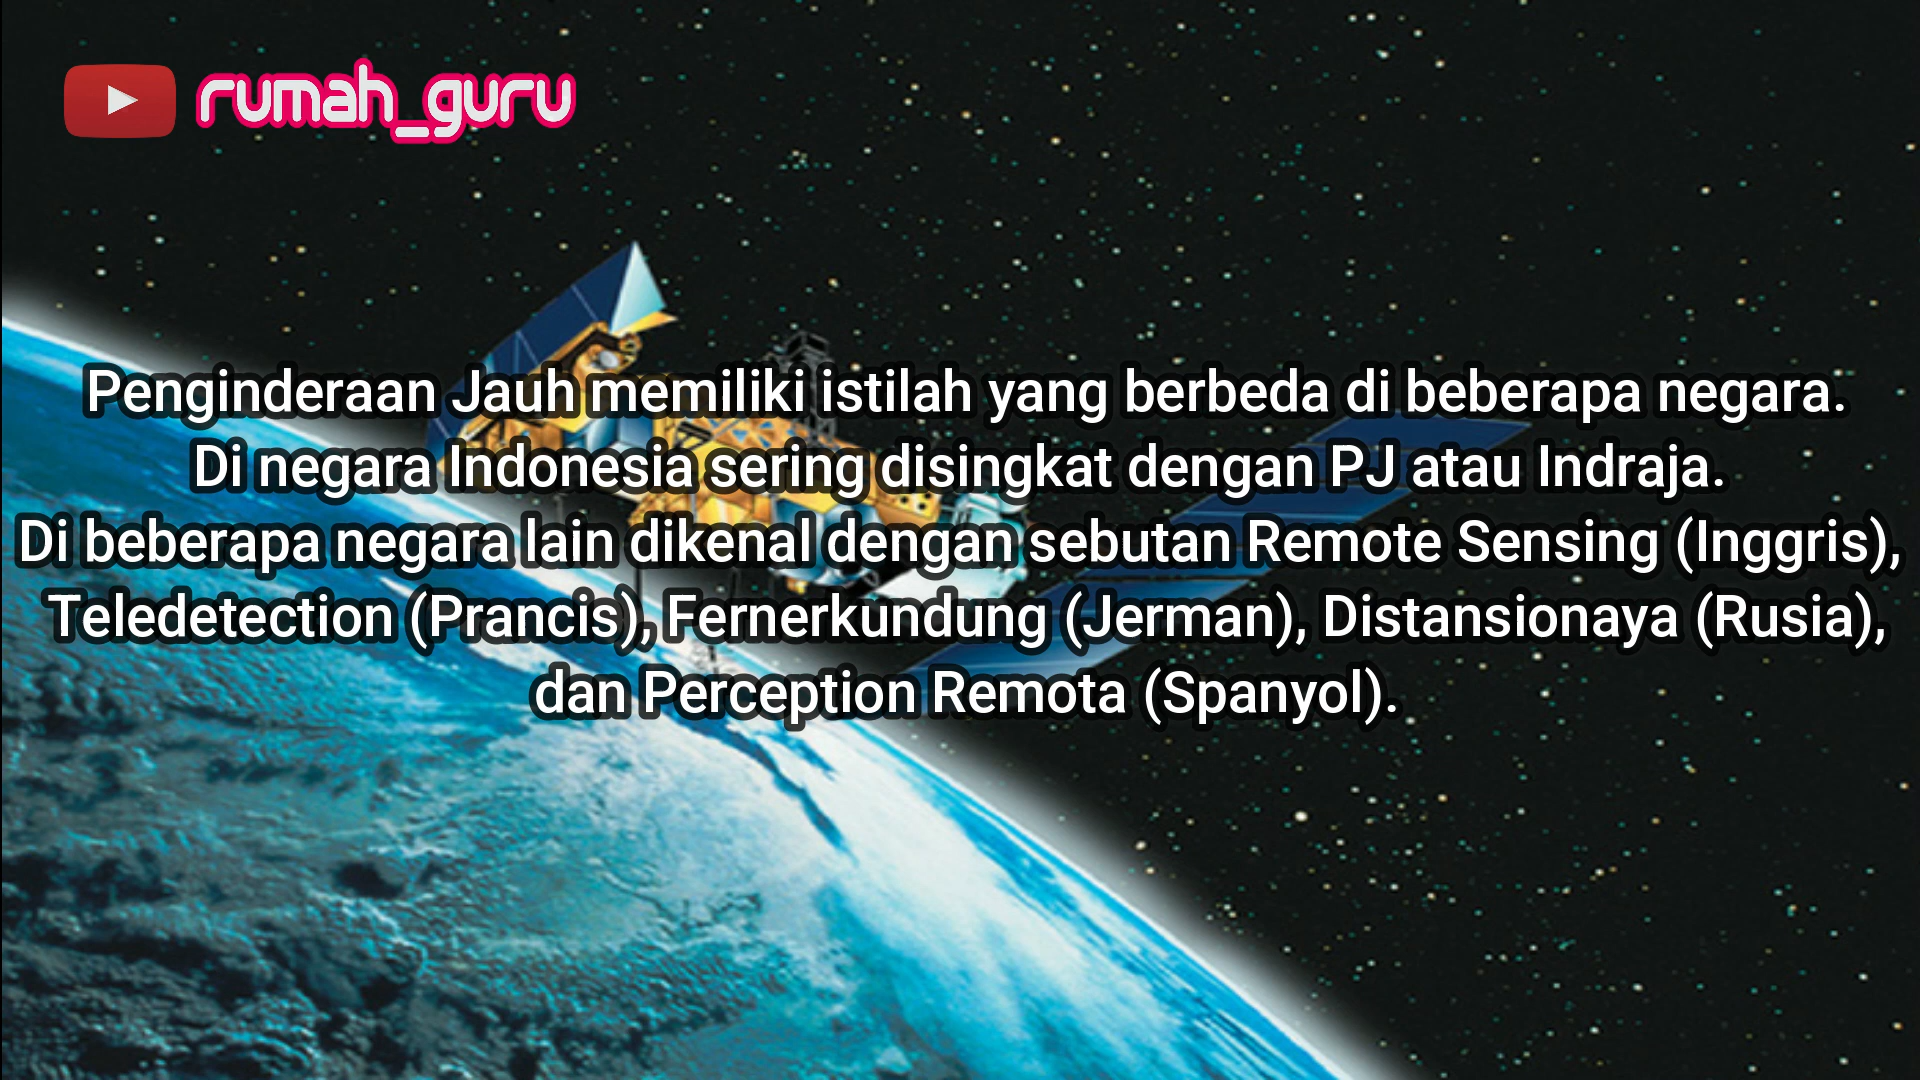 rumah_guru
Penginderaan Jauh memiliki istilah yang berbeda di beberapa negara.
Di negara Indonesia sering disingkat dengan PJ atau Indraja.
Di beberapa negara lain dikenal dengan sebutan Remote Sensing (Inggris),
Teledetection (Prancis), Fernerkundung (Jerman), Distansionaya (Rusia),
dan Perception Remota (Spanyol).